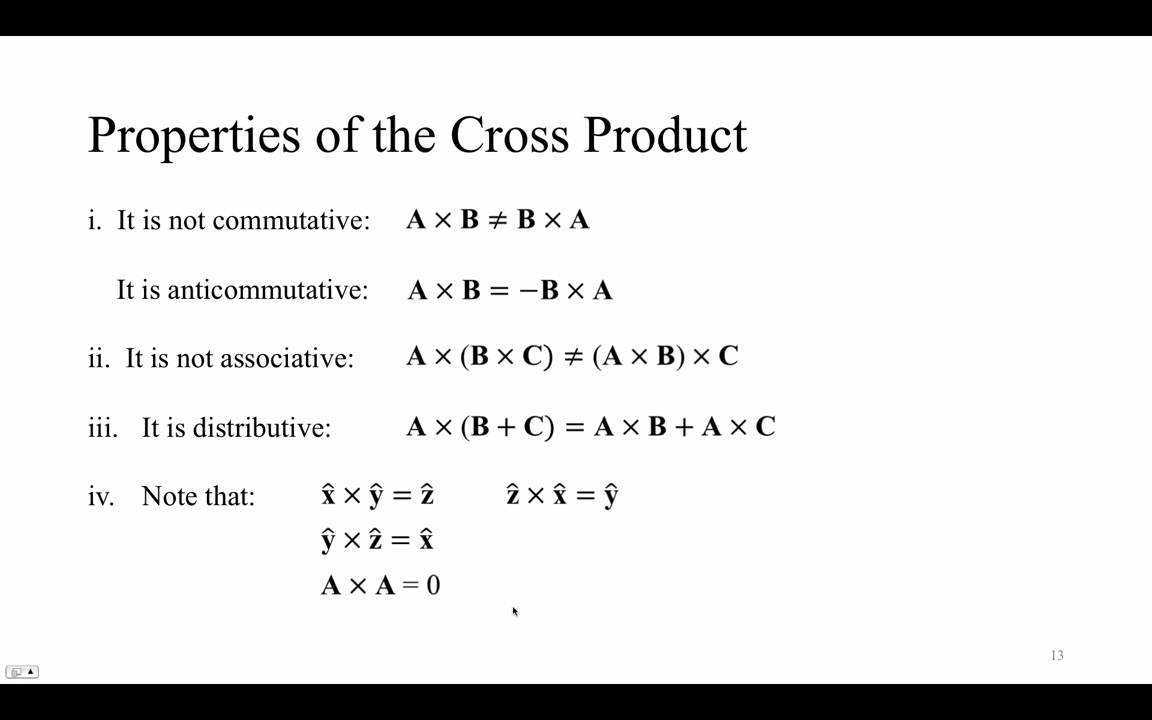 Properties of the Cross Product
i. It is not commutative: 𝐀 × 𝐁 ≠ 𝐁 × 𝐀
It is anticommutative: 𝐀 × 𝐁 = −𝐁 × 𝐀
ii. It is not associative: 𝐀 × (𝐁 × 𝐂) ≠ (𝐀 × 𝐁) × 𝐂
iii. It is distributive: 𝐀 × (𝐁 + 𝐂) = 𝐀 × 𝐁 + 𝐀 × 𝐂
iv. Note that: 𝐱̂ × 𝐲̂ = 𝐳̂ 𝐳̂ × 𝐱̂ = 𝐲̂
𝐲̂ × 𝐳̂ = 𝐱̂
𝐀 × 𝐀 = 0
13